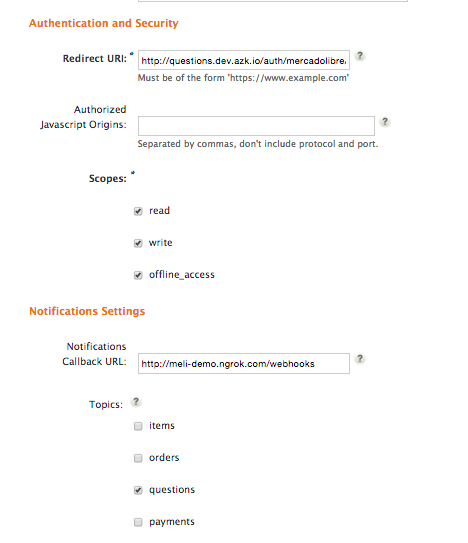 Authentication and Security
Redirect URI: * http://questions.dev.azk.io/auth/mercadolibre ?
Must be of the form 'https://www.example.com'
Authorized
Javascript Origins: ?
Separated by commas, don't include protocol and port.
Scopes: *
read
write
offline_access
Notifications Settings
Notifications
Callback URL: http://meli-demo.ngrok.com/webhooks ?
Topics: ?
items
orders
questions
payments